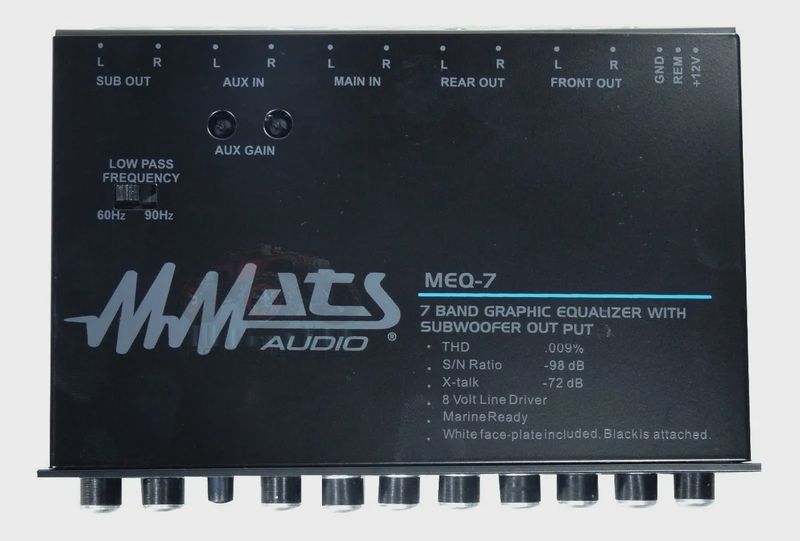 L R L R L R L R L R GND REM +12V
SUB OUT AUX IN MAIN IN REAR OUT FRONT OUT
AUX GAIN
LOW PASS
FREQUENCY
60Hz 90Hz
MMATS
AUDIO ®
MEQ-7
7 BAND GRAPHIC EQUALIZER WITH
SUBWOOFER OUT PUT
• THD .009%
• S/N Ratio -98 dB
• X-talk -72 dB
• 8 Volt Line Driver
• Marine Ready
• White face-plate included. Black is attached.